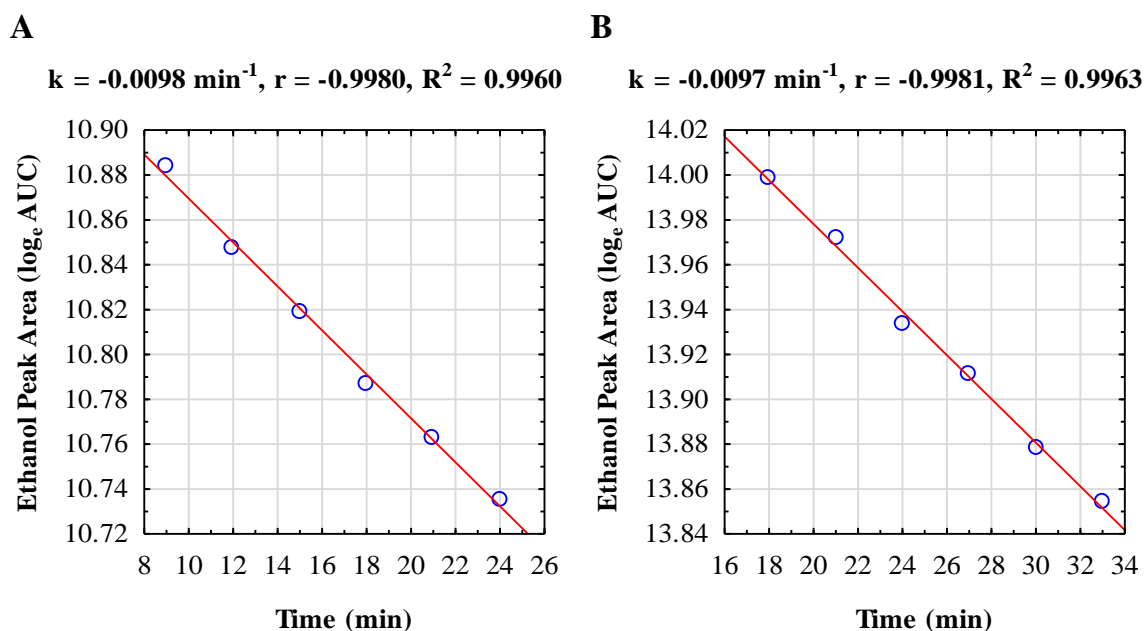 A
k = -0.0098 min⁻¹, r = -0.9980, R² = 0.9960
10.90
10.88
10.86
10.84
10.82
10.80
10.78
10.76
10.74
10.72
Ethanol Peak Area (logₑ AUC)
8 10 12 14 16 18 20 22 24 26
Time (min)
B
k = -0.0097 min⁻¹, r = -0.9981, R² = 0.9963
14.02
14.00
13.98
13.96
13.94
13.92
13.90
13.88
13.86
13.84
Ethanol Peak Area (logₑ AUC)
16 18 20 22 24 26 28 30 32 34
Time (min)